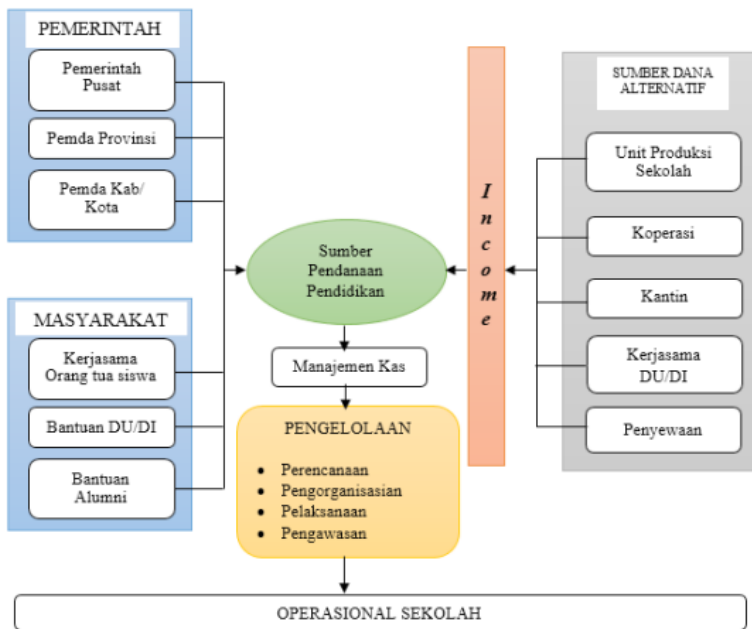 PEMERINTAH
Pemerintah
Pusat
Pemda Provinsi
Pemda Kab/
Kota
MASYARAKAT
Kerjasama
Orang tua siswa
Bantuan DU/DI
Bantuan
Alumni
Sumber
Pendanaan
Pendidikan
Manajemen Kas
PENGELOLAAN
• Perencanaan
• Pengorganisasian
• Pelaksanaan
• Pengawasan
Income
SUMBER DANA
ALTERNATIF
Unit Produksi
Sekolah
Koperasi
Kantin
Kerjasama
DU/DI
Penyewaan
OPERASIONAL SEKOLAH